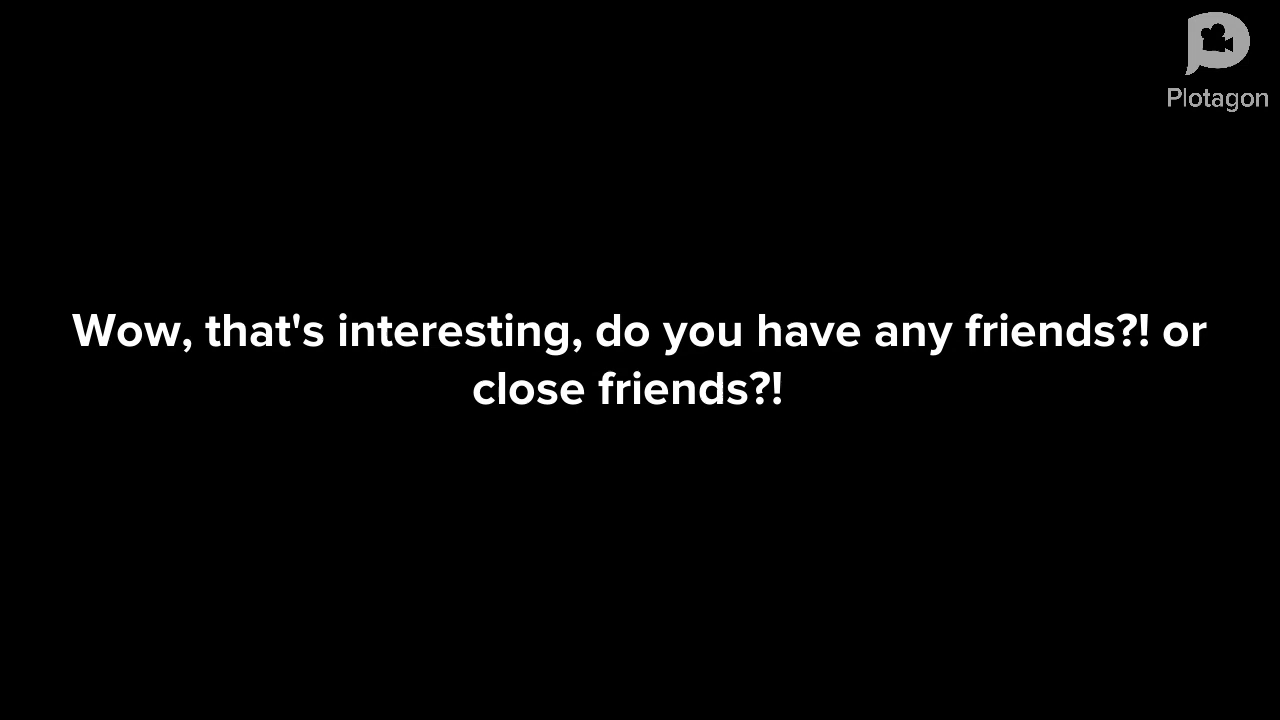 Plotagon
Wow, that's interesting, do you have any friends?! or
close friends?!